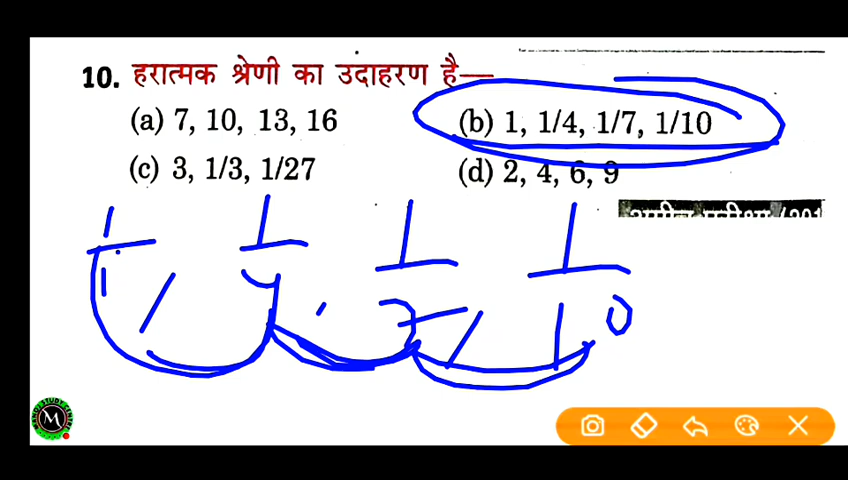 10. हरात्मक श्रेणी का उदाहरण है—
(a) 7, 10, 13, 16
(b) 1, 1/4, 1/7, 1/10
(c) 3, 1/3, 1/27
(d) 2, 4, 6, 9
1/1 1/4 1/7 1/10
M